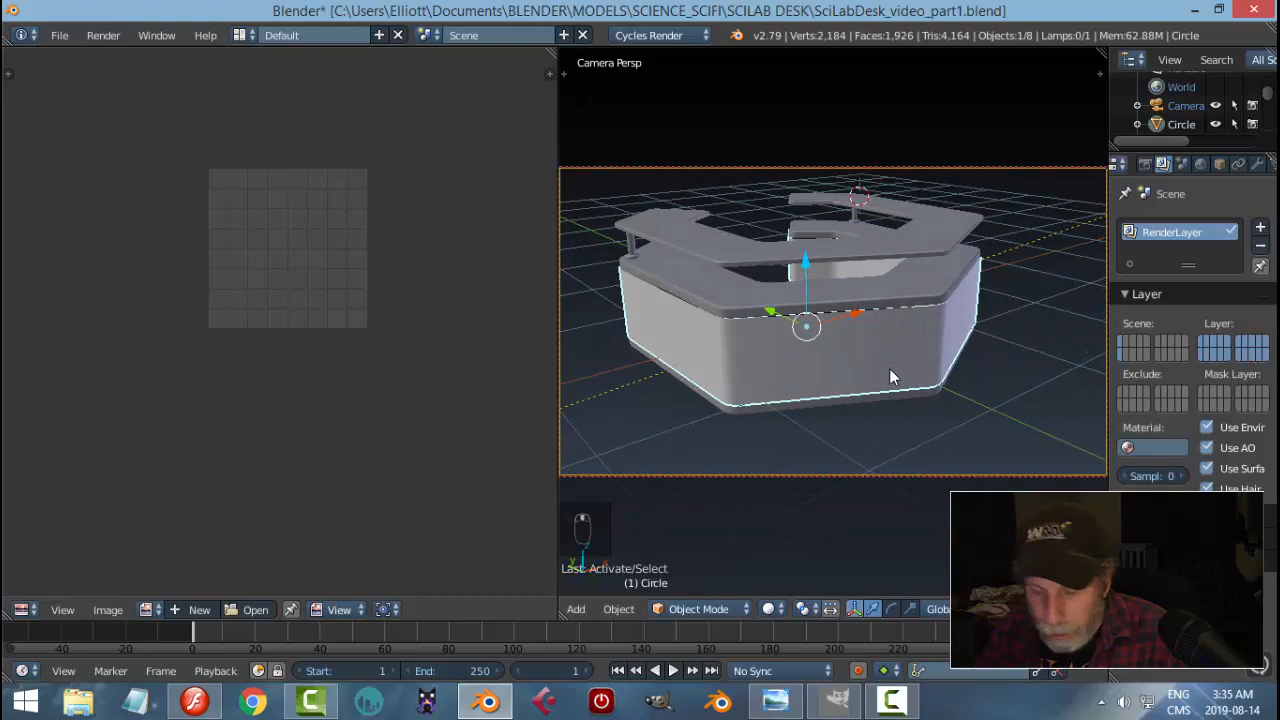 Blender* [C:\Users\Elliott\Documents\BLENDER\MODELS\SCIENCE_SCIFI\SCILAB DESK\SciLabDesk_video_part1.blend]
File Render Window Help Default Scene Cycles Render v2.79 | Verts:2,184 | Faces:1,926 | Tris:4,164 | Objects:1/8 | Lamps:0/1 | Mem:62.88M | Circle
View Search All Sc
Camera Persp
World
Camera
Circle
Scene
RenderLayer
Layer
Scene: Layer:
Exclude: Mask Layer:
Material: Use Envir
Use AO
Sampl: 0 Use Surfa
Use Hair
Last: Activate/Select
(1) Circle
View Image New Open View
Add Object Object Mode Globa
-40 -20 0 20 40 60 80 100 120 140 160 180 200 220
View Marker Frame Playback Start: 1 End: 250 1 No Sync
ENG 3:35 AM
CMS 2019-08-14